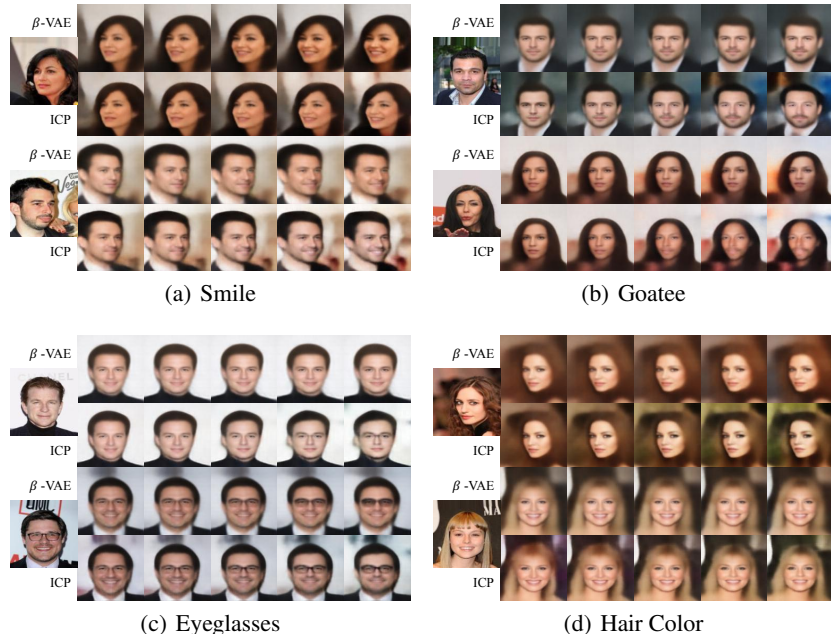 β -VAE
ICP
β -VAE
ICP
(a) Smile
β -VAE
ICP
β -VAE
ICP
(b) Goatee
β -VAE
ICP
β -VAE
ICP
(c) Eyeglasses
β -VAE
ICP
β -VAE
ICP
(d) Hair Color